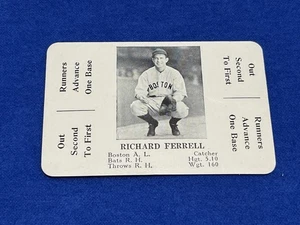 Runners
Advance
One Base
Out
Second
To First
BOSTON
RICHARD FERRELL
Boston A. L. Catcher
Bats R. H. Hgt. 5.10
Throws R. H. Wgt. 160
Out
Second
To First
Runners
Advance
One Base